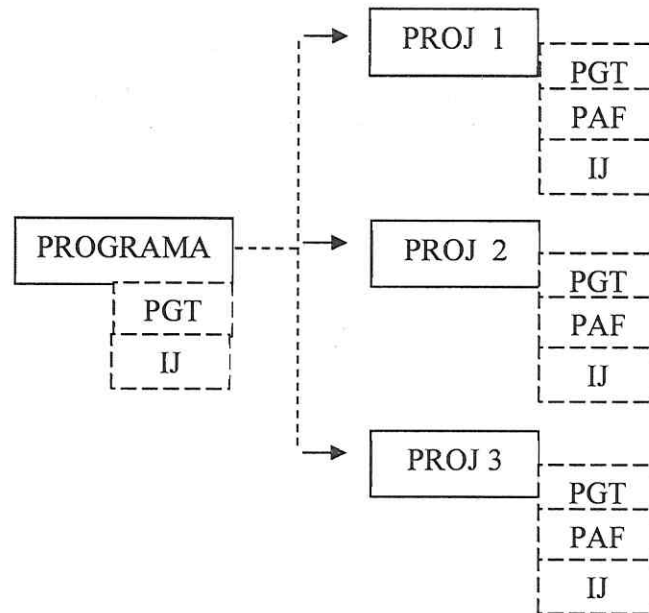 PROJ 1
PGT
PAF
IJ
PROGRAMA
PGT
IJ
PROJ 2
PGT
PAF
IJ
PROJ 3
PGT
PAF
IJ